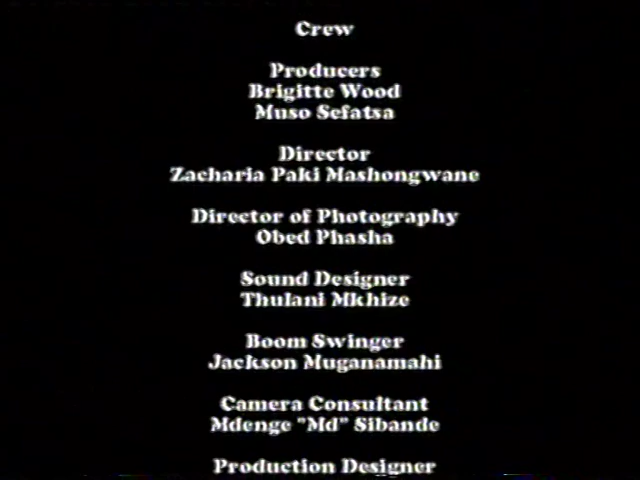 Crew
Producers
Brigitte Wood
Muso Sefatsa
Director
Zacharia Paki Mashongwane
Director of Photography
Obed Phasha
Sound Designer
Thulani Mkhize
Boom Swinger
Jackson Muganamahi
Camera Consultant
Mdenge "Md" Sibande
Production Designer